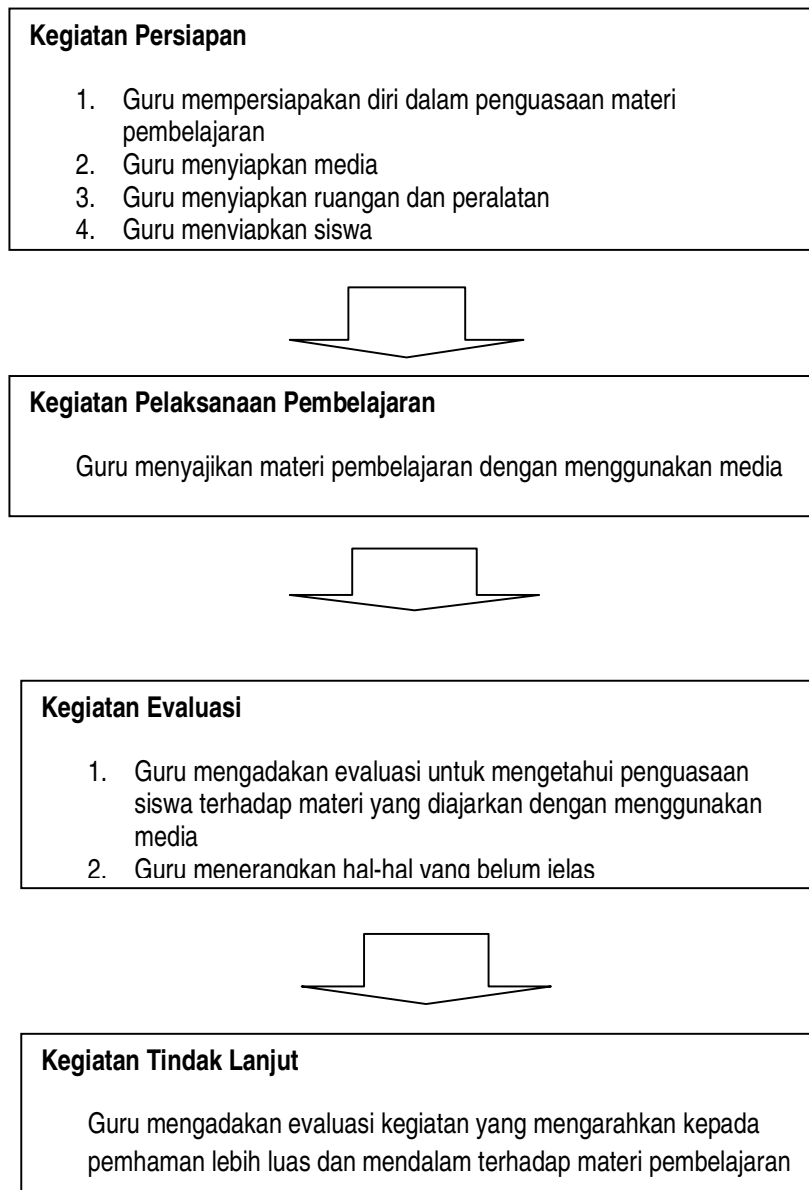 Kegiatan Persiapan
1. Guru mempersiapakan diri dalam penguasaan materi
pembelajaran
2. Guru menyiapkan media
3. Guru menyiapkan ruangan dan peralatan
4. Guru menyiapkan siswa
Kegiatan Pelaksanaan Pembelajaran
Guru menyajikan materi pembelajaran dengan menggunakan media
Kegiatan Evaluasi
1. Guru mengadakan evaluasi untuk mengetahui penguasaan
siswa terhadap materi yang diajarkan dengan menggunakan
media
2. Guru menerangkan hal-hal yang belum jelas
Kegiatan Tindak Lanjut
Guru mengadakan evaluasi kegiatan yang mengarahkan kepada
pemhaman lebih luas dan mendalam terhadap materi pembelajaran